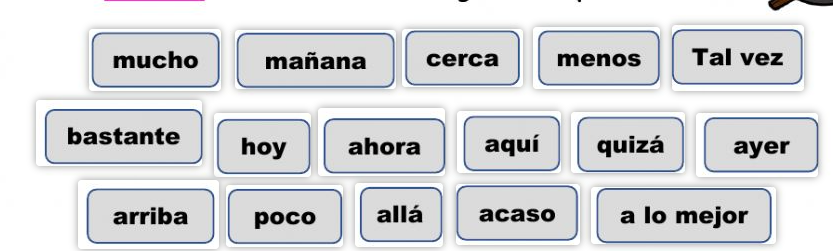 mucho mañana cerca menos Tal vez
bastante hoy ahora aquí quizá ayer
arriba poco allá acaso a lo mejor